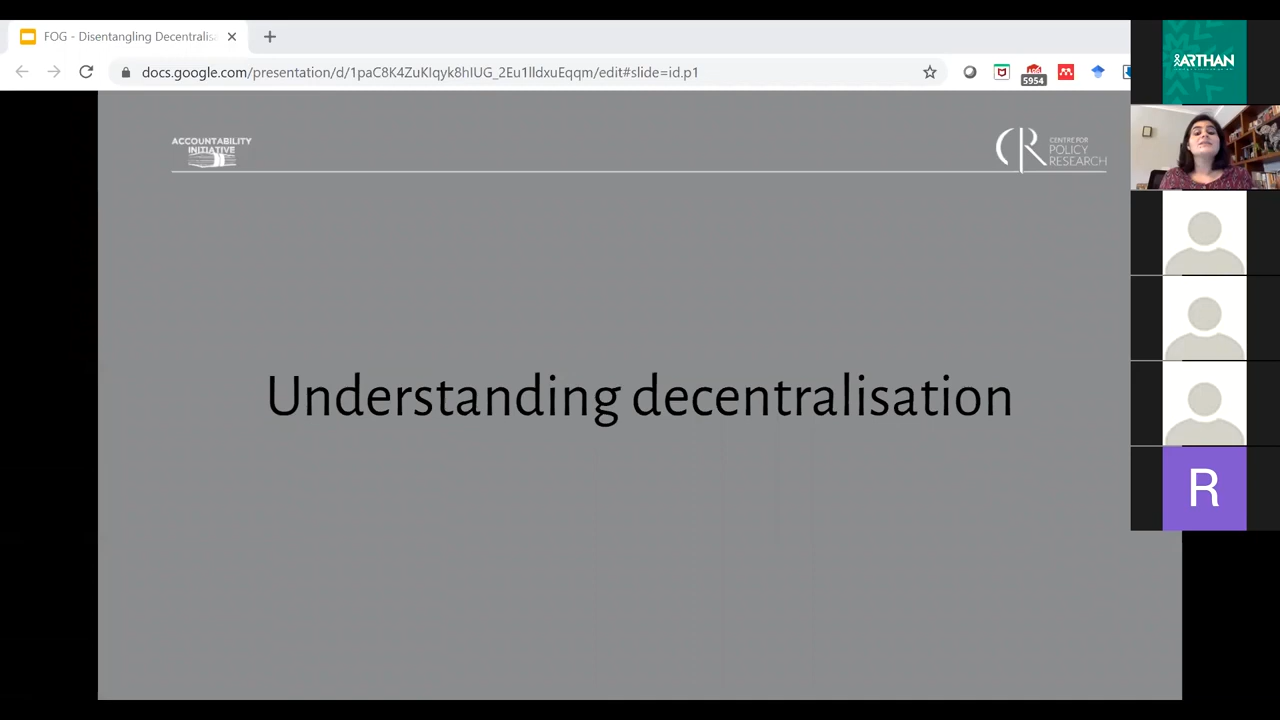 FOG - Disentangling Decentralis
docs.google.com/presentation/d/1pxC8K4ZuKIqyk8hIUG_2Eu1lldxuEqqm/edit#slide=id.p1
5954
ARTHAN
ACCOUNTABILITY
INITIATIVE
CENTRE FOR
POLICY
RESEARCH
Understanding decentralisation
R